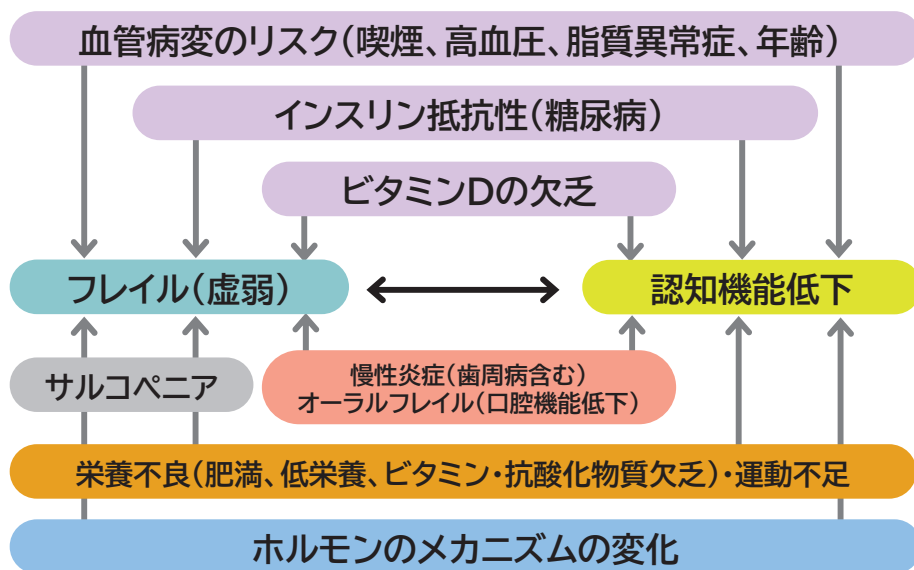 血管病変のリスク(喫煙、高血圧、脂質異常症、年齢)
インスリン抵抗性(糖尿病)
ビタミンDの欠乏
フレイル(虚弱)
認知機能低下
サルコペニア
慢性炎症(歯周病含む)
オーラルフレイル(口腔機能低下)
栄養不良(肥満、低栄養、ビタミン・抗酸化物質欠乏)・運動不足
ホルモンのメカニズムの変化